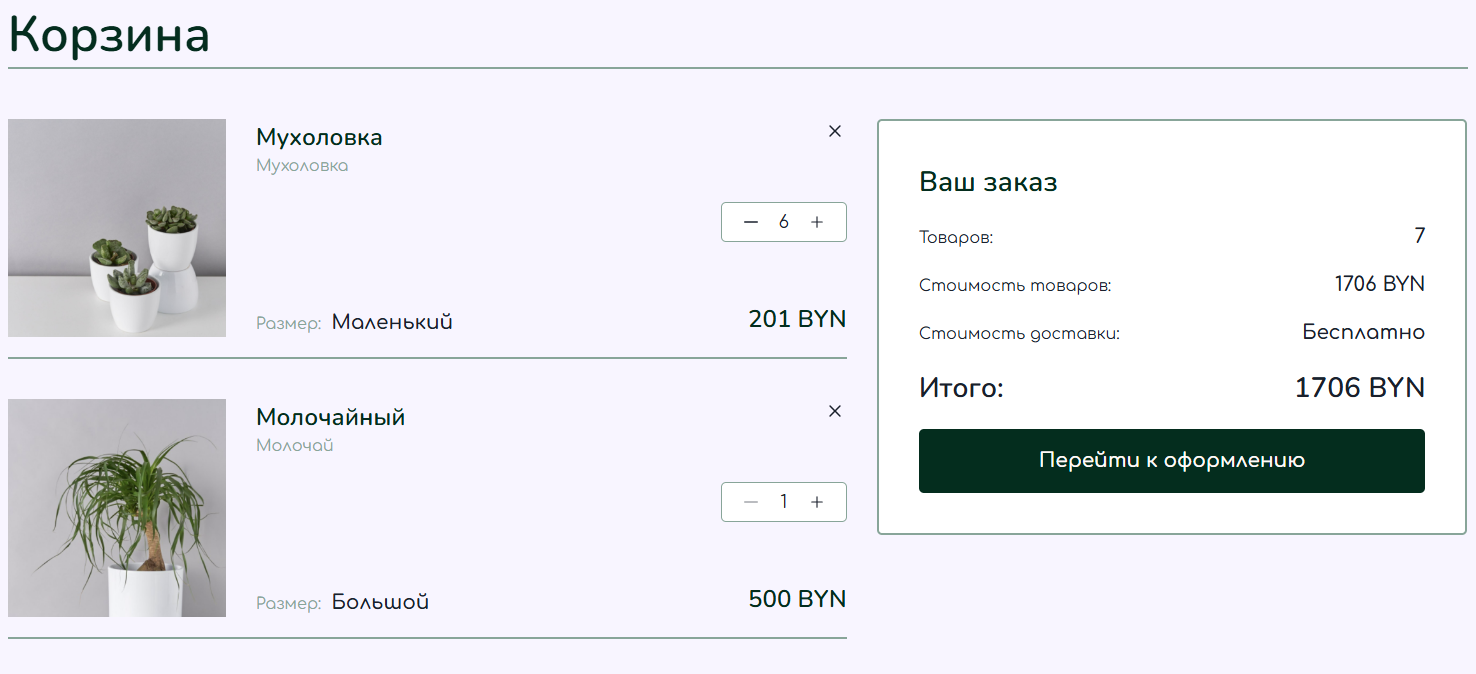 Корзина
Мухоловка
Мухоловка
6
Размер: Маленький 201 BYN
Молочайный
Молочай
1
Размер: Большой 500 BYN
Ваш заказ
Товаров: 7
Стоимость товаров: 1706 BYN
Стоимость доставки: Бесплатно
Итого: 1706 BYN
Перейти к оформлению